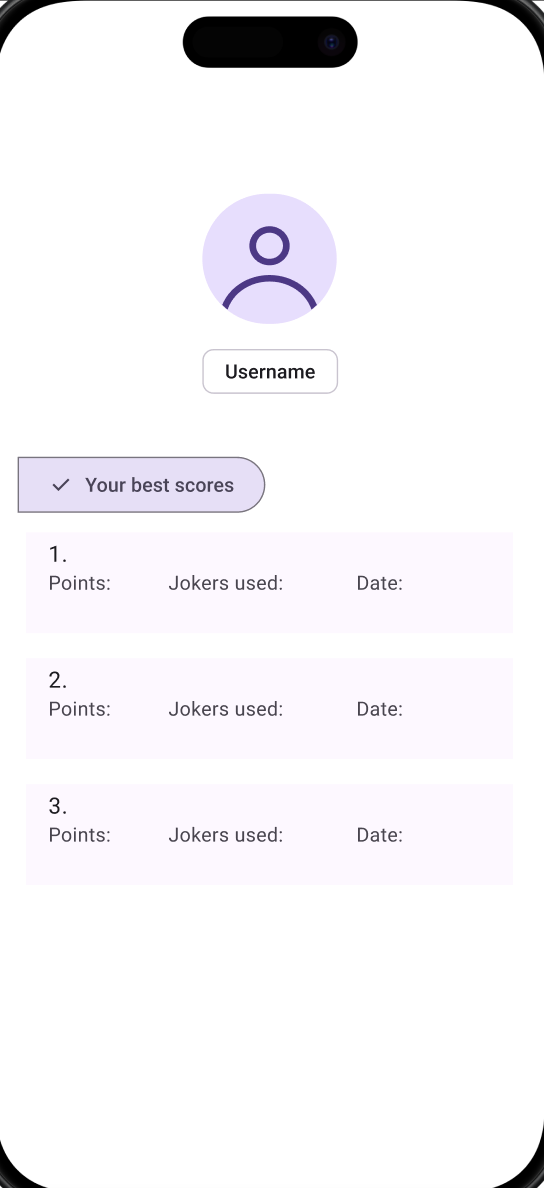 Username
Your best scores
1.
Points: Jokers used: Date:
2.
Points: Jokers used: Date:
3.
Points: Jokers used: Date: